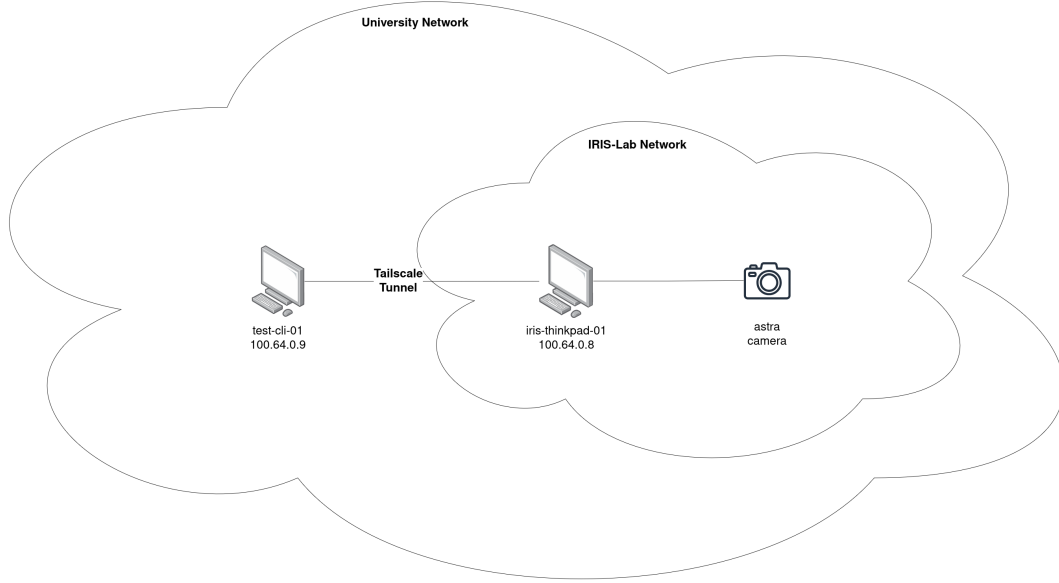 University Network
IRIS-Lab Network
Tailscale
Tunnel
test-cli-01
100.64.0.9
iris-thinkpad-01
100.64.0.8
astra
camera